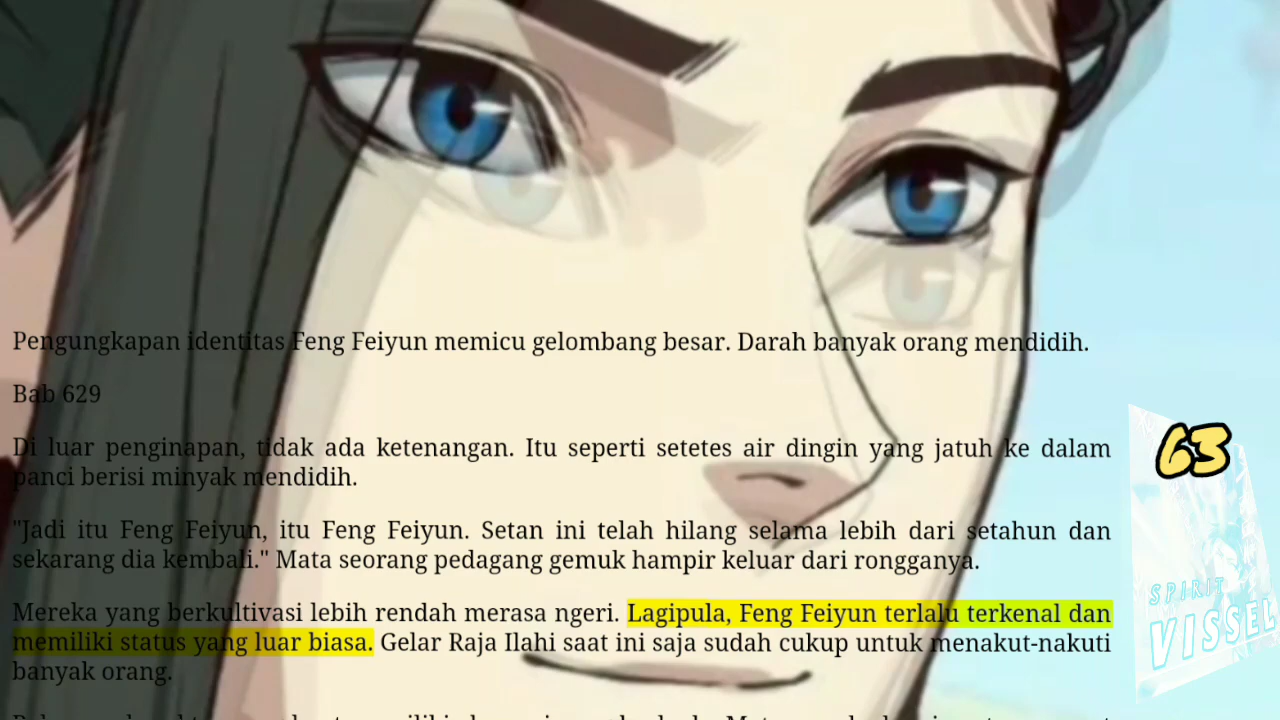 Pengungkapan identitas Feng Feiyun memicu gelombang besar. Darah banyak orang mendidih.
Bab 629
Di luar penginapan, tidak ada ketenangan. Itu seperti setetes air dingin yang jatuh ke dalam
panci berisi minyak mendidih.
"Jadi itu Feng Feiyun, itu Feng Feiyun. Setan ini telah hilang selama lebih dari setahun dan
sekarang dia kembali." Mata seorang pedagang gemuk hampir keluar dari rongganya.
Mereka yang berkultivasi lebih rendah merasa ngeri. Lagipula, Feng Feiyun terlalu terkenal dan
memiliki status yang luar biasa. Gelar Raja Ilahi saat ini saja sudah cukup untuk menakut-nakuti
banyak orang.
63
SPIRIT
VISSEL